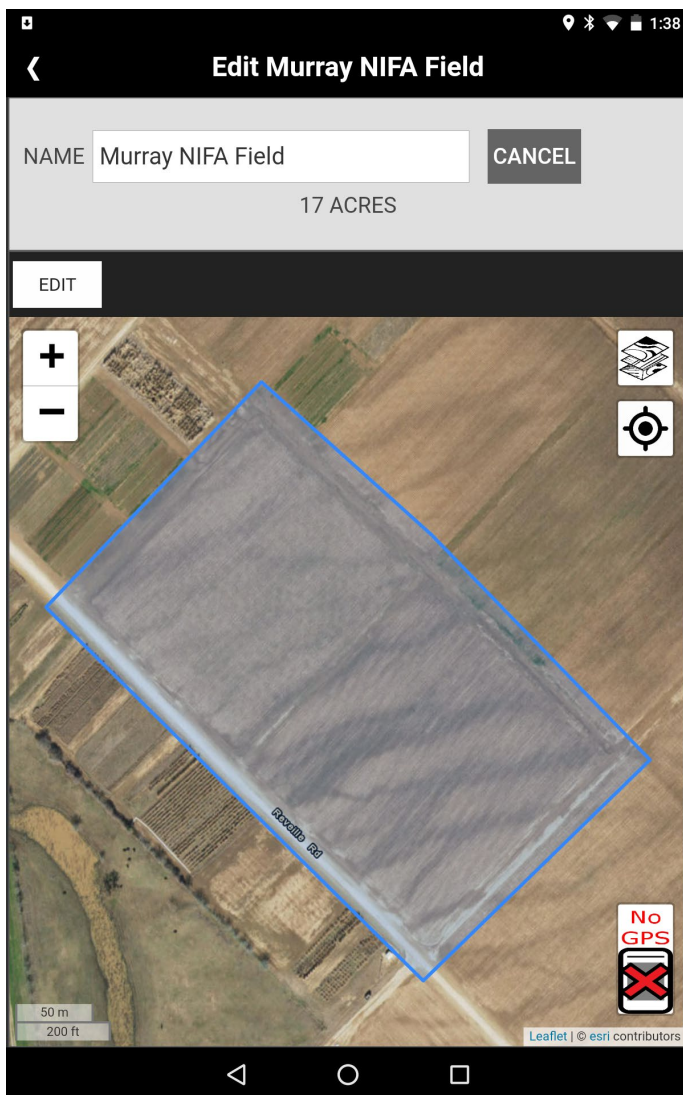 1:38
Edit Murray NIFA Field
NAME Murray NIFA Field CANCEL
17 ACRES
EDIT
+
−
Reveille Rd
No
GPS
50 m
200 ft
Leaflet | © esri contributors